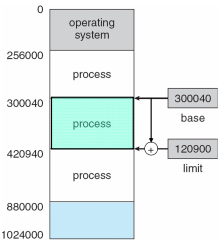 0
operating
system
256000
process
300040
300040
base
process
420940
120900
limit
process
880000
1024000